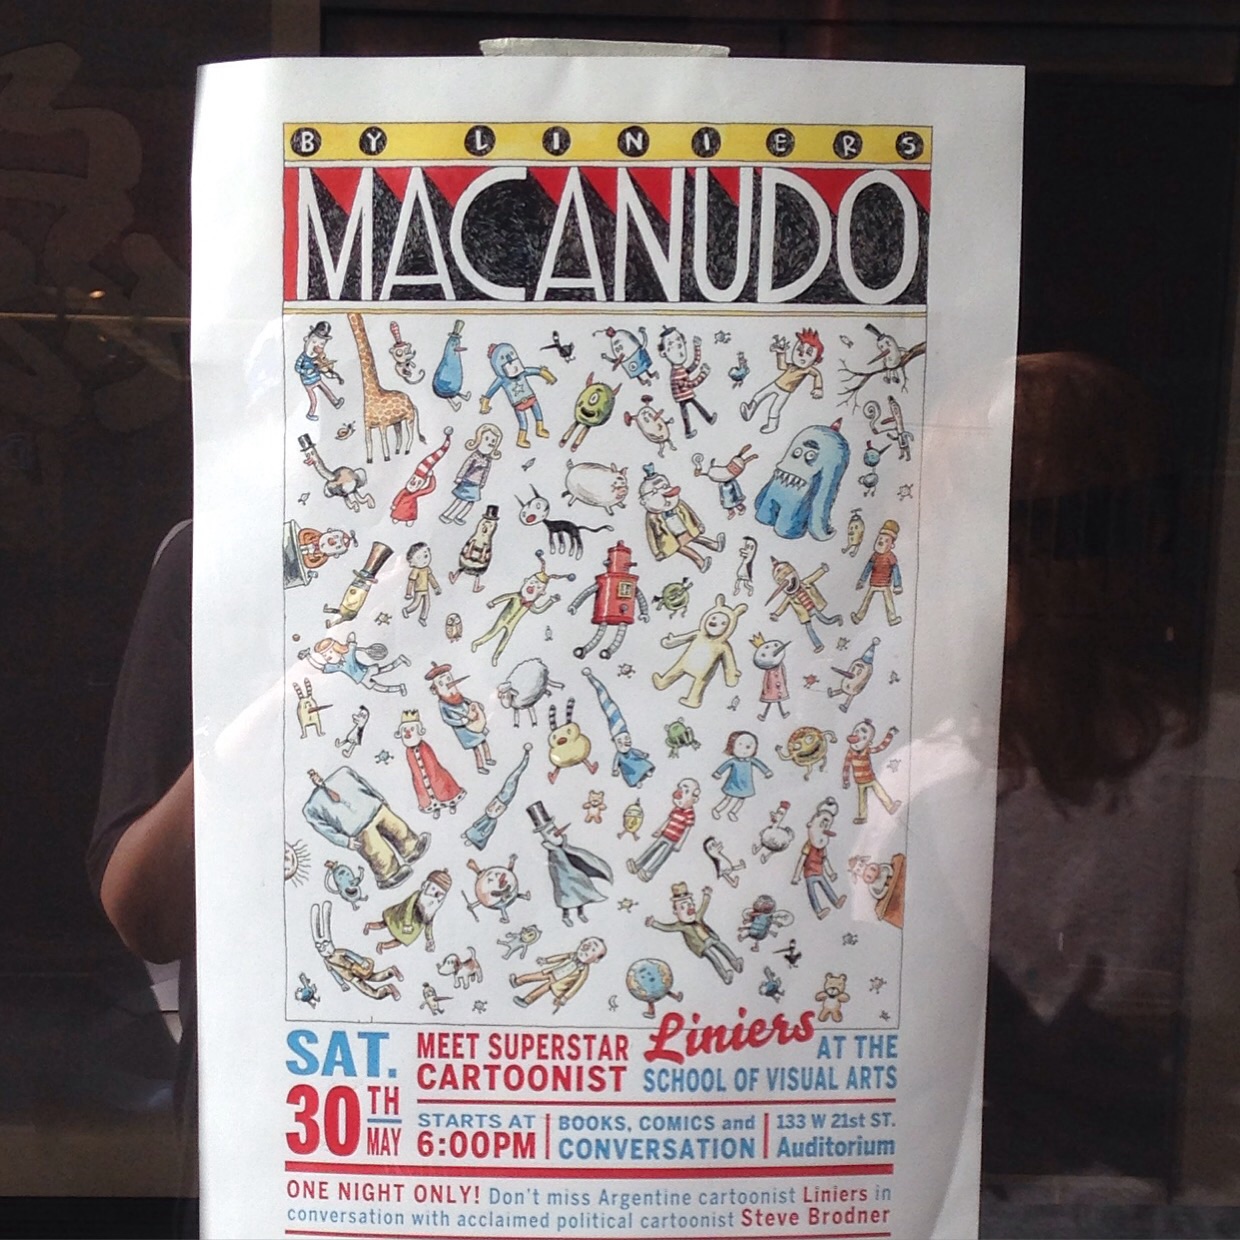 BY LINIERS
MACANUDO
SAT.
30TH
MAY
MEET SUPERSTAR
CARTOONIST
Liniers AT THE
SCHOOL OF VISUAL ARTS
STARTS AT
6:00PM
BOOKS, COMICS and
CONVERSATION
133 W 21st ST.
Auditorium
ONE NIGHT ONLY! Don't miss Argentine cartoonist Liniers in
conversation with acclaimed political cartoonist Steve Brodner